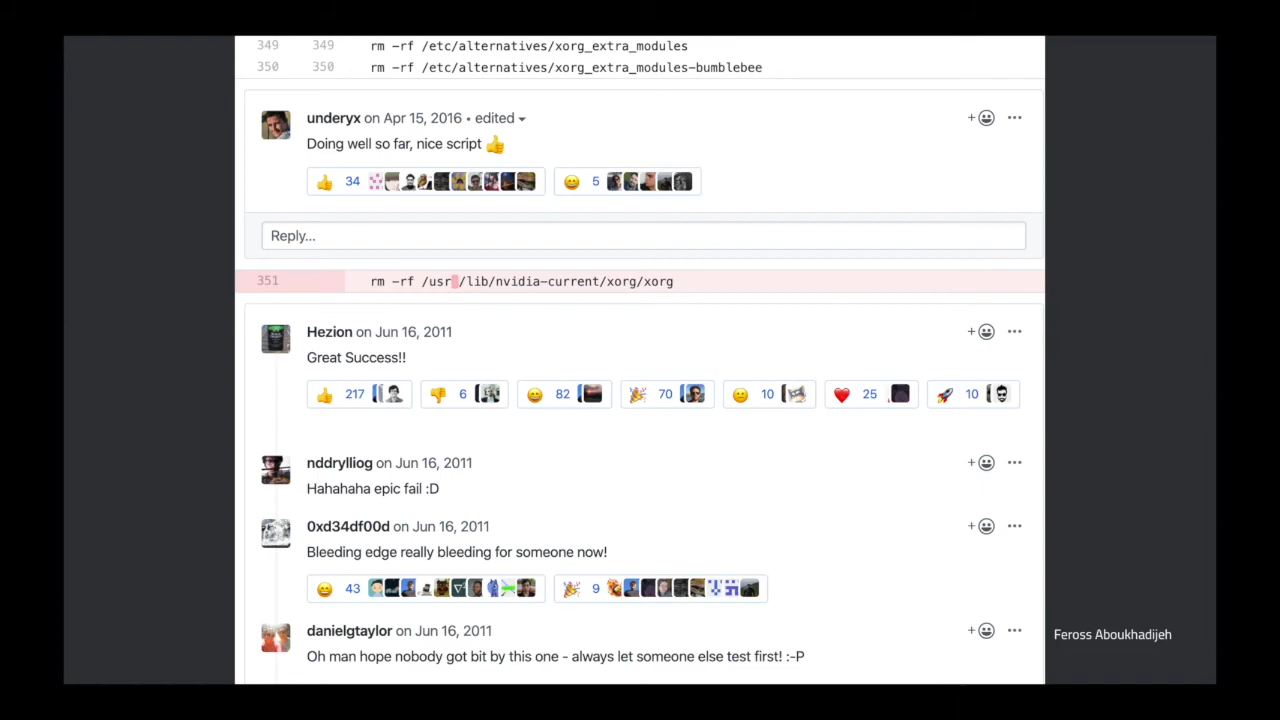 349 349 rm -rf /etc/alternatives/xorg_extra_modules
350 350 rm -rf /etc/alternatives/xorg_extra_modules-bumblebee
underyx on Apr 15, 2016 • edited
Doing well so far, nice script 👍
👍 34 😄 5
Reply...
351 rm -rf /usr /lib/nvidia-current/xorg/xorg
Hezion on Jun 16, 2011
Great Success!!
👍 217 👎 6 😄 82 🎉 70 😕 10 ❤️ 25 🚀 10
nddrylliog on Jun 16, 2011
Hahahaha epic fail :D
0xd34df00d on Jun 16, 2011
Bleeding edge really bleeding for someone now!
😄 43 🎉 9
danielgtaylor on Jun 16, 2011
Oh man hope nobody got bit by this one - always let someone else test first! :-P
Feross Aboukhadijeh